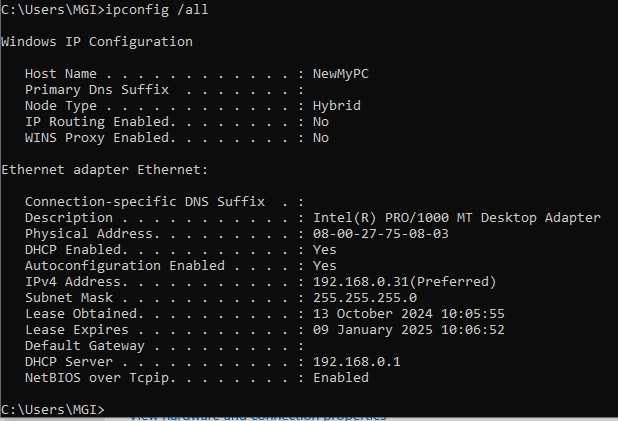 C:\Users\MGI>ipconfig /all
Windows IP Configuration
Host Name . . . . . . . . . . . . : NewMyPC
Primary Dns Suffix  . . . . . . . :
Node Type . . . . . . . . . . . . : Hybrid
IP Routing Enabled. . . . . . . . : No
WINS Proxy Enabled. . . . . . . . : No
Ethernet adapter Ethernet:
Connection-specific DNS Suffix  . :
Description . . . . . . . . . . . : Intel(R) PRO/1000 MT Desktop Adapter
Physical Address. . . . . . . . . : 08-00-27-75-08-03
DHCP Enabled. . . . . . . . . . . : Yes
Autoconfiguration Enabled . . . . : Yes
IPv4 Address. . . . . . . . . . . : 192.168.0.31(Preferred)
Subnet Mask . . . . . . . . . . . : 255.255.255.0
Lease Obtained. . . . . . . . . . : 13 October 2024 10:05:55
Lease Expires . . . . . . . . . . : 09 January 2025 10:06:52
Default Gateway . . . . . . . . . :
DHCP Server . . . . . . . . . . . : 192.168.0.1
NetBIOS over Tcpip. . . . . . . . : Enabled
C:\Users\MGI>
View hardware and connection properties